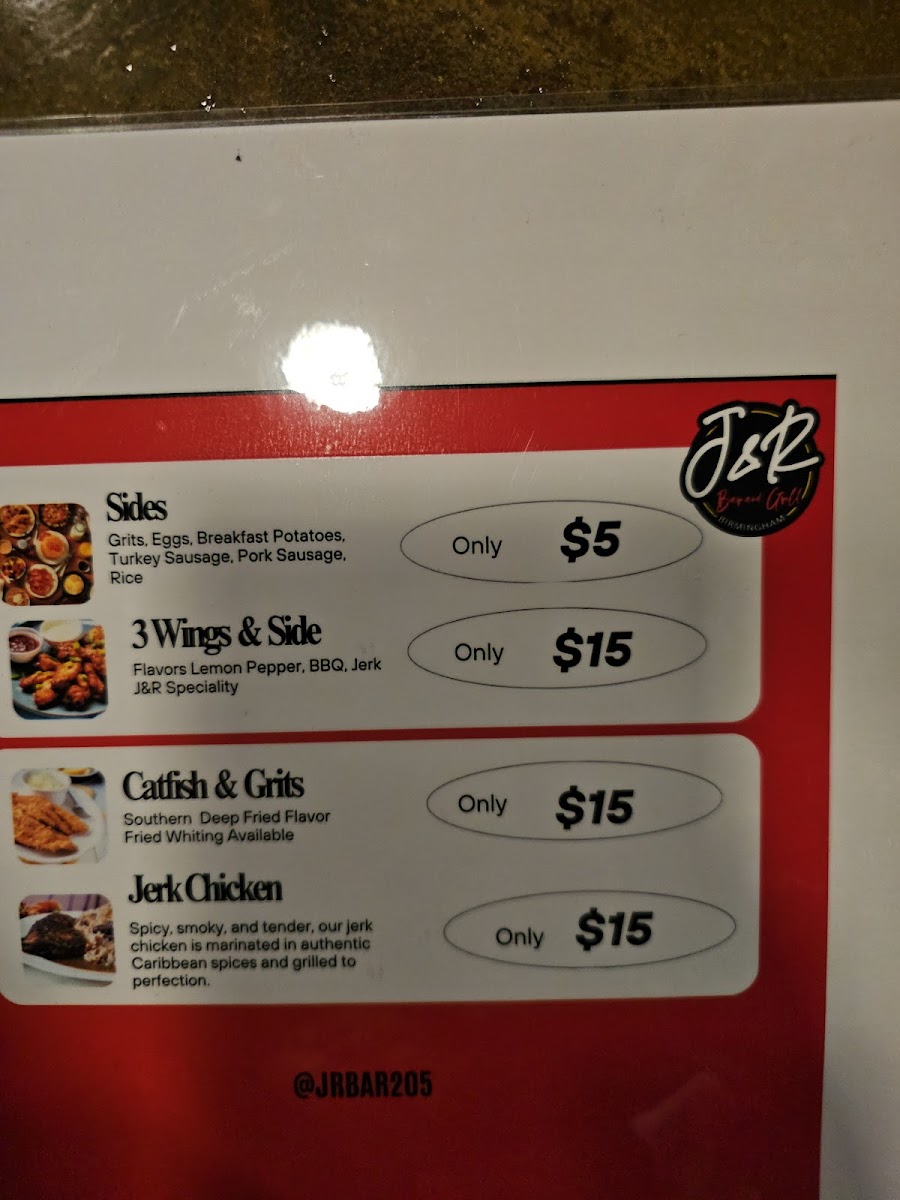 J&R
Bar and Grill
BIRMINGHAM
Sides
Grits, Eggs, Breakfast Potatoes,
Turkey Sausage, Pork Sausage,
Rice
Only $5
3 Wings & Side
Flavors Lemon Pepper, BBQ, Jerk
J&R Speciality
Only $15
Catfish & Grits
Southern Deep Fried Flavor
Fried Whiting Available
Only $15
Jerk Chicken
Spicy, smoky, and tender, our jerk
chicken is marinated in authentic
Caribbean spices and grilled to
perfection.
Only $15
@JRBAR205